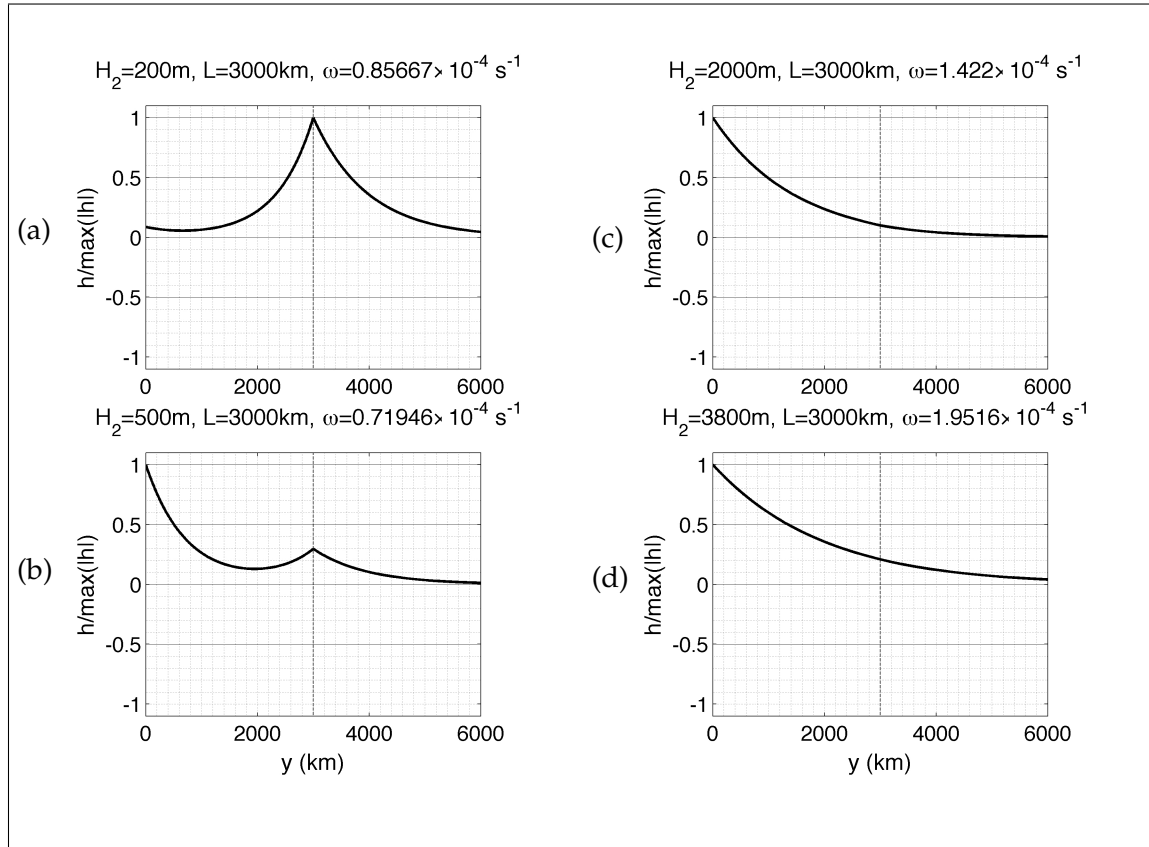 H₂=200m, L=3000km, ω=0.85667× 10⁻⁴ s⁻¹
(a)
h/max(|h|)
1
0.5
0
-0.5
-1
0 2000 4000 6000
H₂=500m, L=3000km, ω=0.71946× 10⁻⁴ s⁻¹
(b)
h/max(|h|)
1
0.5
0
-0.5
-1
0 2000 4000 6000
y (km)
H₂=2000m, L=3000km, ω=1.422× 10⁻⁴ s⁻¹
(c)
h/max(|h|)
1
0.5
0
-0.5
-1
0 2000 4000 6000
H₂=3800m, L=3000km, ω=1.9516× 10⁻⁴ s⁻¹
(d)
h/max(|h|)
1
0.5
0
-0.5
-1
0 2000 4000 6000
y (km)